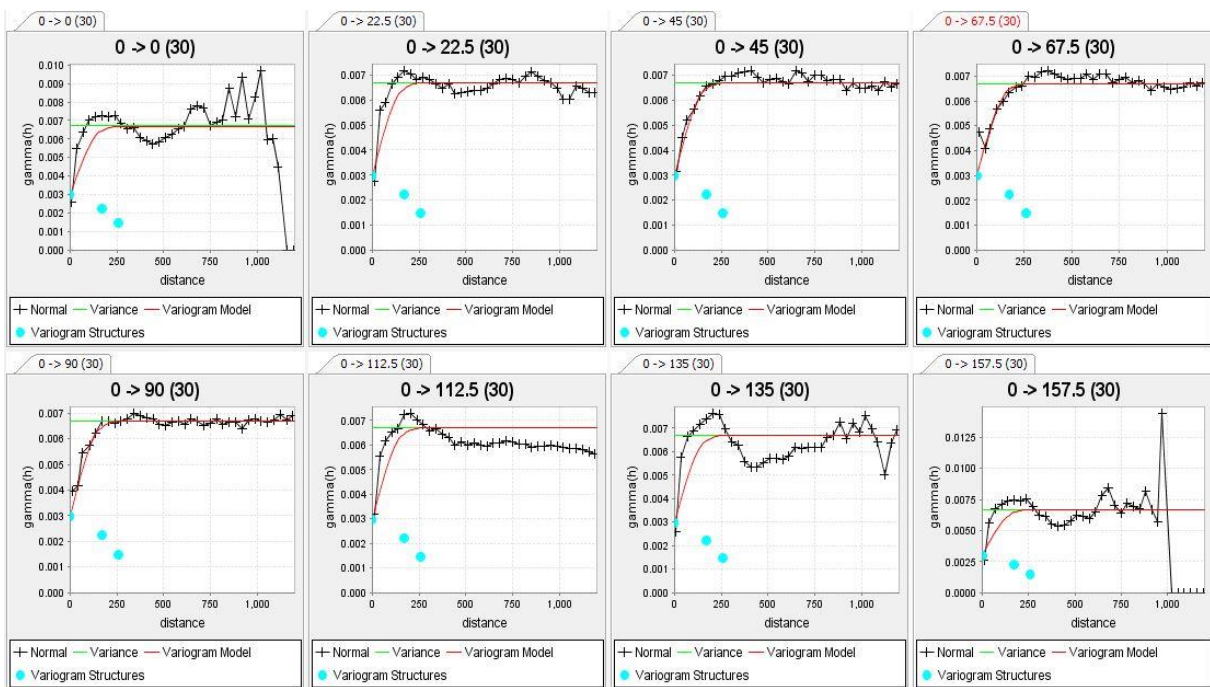 0 -> 0 (30)
0 -> 22.5 (30)
0 -> 45 (30)
0 -> 67.5 (30)
0 -> 0 (30)
0.010
0.009
0.008
0.007
0.006
0.005
0.004
0.003
0.002
0.001
0.000
gamma(h)
0 250 500 750 1,000
distance
Normal Variance Variogram Model
Variogram Structures
0 -> 22.5 (30)
0.007
0.006
0.005
0.004
0.003
0.002
0.001
0.000
gamma(h)
0 250 500 750 1,000
distance
Normal Variance Variogram Model
Variogram Structures
0 -> 45 (30)
0.007
0.006
0.005
0.004
0.003
0.002
0.001
0.000
gamma(h)
0 250 500 750 1,000
distance
Normal Variance Variogram Model
Variogram Structures
0 -> 67.5 (30)
0.007
0.006
0.005
0.004
0.003
0.002
0.001
0.000
gamma(h)
0 250 500 750 1,000
distance
Normal Variance Variogram Model
Variogram Structures
0 -> 90 (30)
0 -> 112.5 (30)
0 -> 135 (30)
0 -> 157.5 (30)
0 -> 90 (30)
0.007
0.006
0.005
0.004
0.003
0.002
0.001
0.000
gamma(h)
0 250 500 750 1,000
distance
Normal Variance Variogram Model
Variogram Structures
0 -> 112.5 (30)
0.007
0.006
0.005
0.004
0.003
0.002
0.001
0.000
gamma(h)
0 250 500 750 1,000
distance
Normal Variance Variogram Model
Variogram Structures
0 -> 135 (30)
0.007
0.006
0.005
0.004
0.003
0.002
0.001
0.000
gamma(h)
0 250 500 750 1,000
distance
Normal Variance Variogram Model
Variogram Structures
0 -> 157.5 (30)
0.0125
0.0100
0.0075
0.0050
0.0025
0.0000
gamma(h)
0 250 500 750 1,000
distance
Normal Variance Variogram Model
Variogram Structures